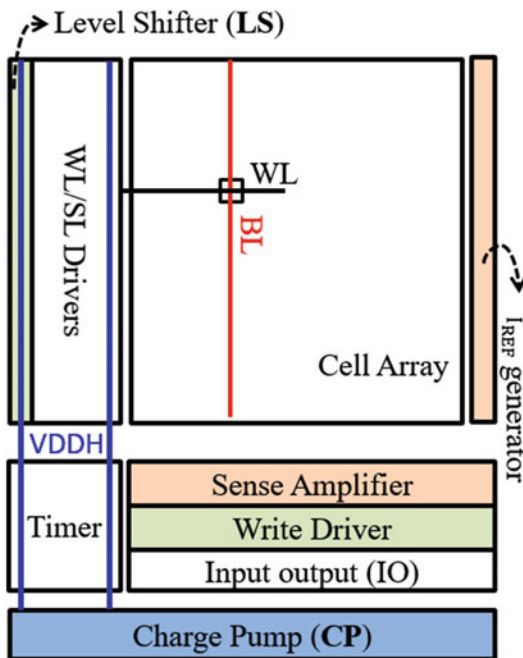 Level Shifter (LS)
WL/SL Drivers
WL
BL
Cell Array
IREF generator
VDDH
Timer
Sense Amplifier
Write Driver
Input output (IO)
Charge Pump (CP)